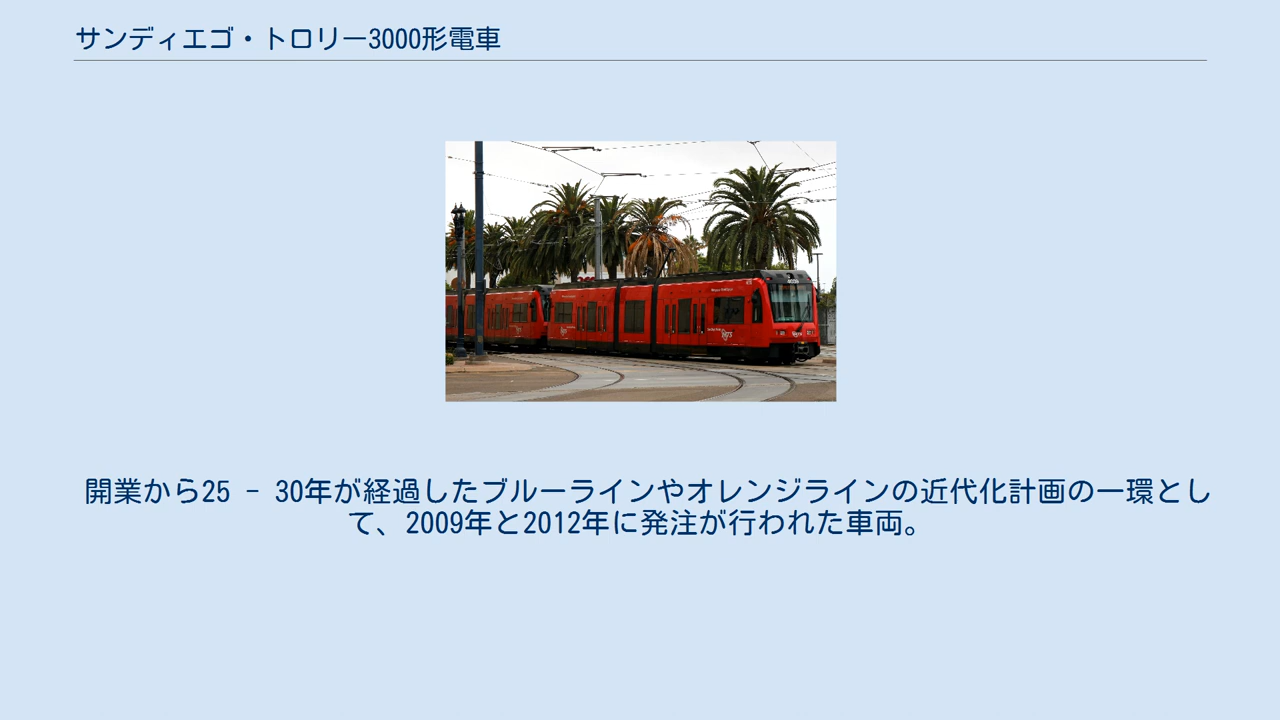 サンディエゴ・トロリー3000形電車
開業から25 - 30年が経過したブルーラインやオレンジラインの近代化計画の一環とし
て、2009年と2012年に発注が行われた車両。